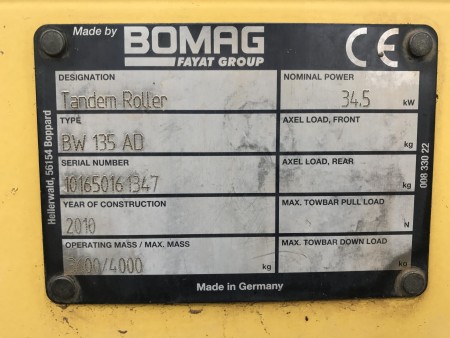 Made by BOMAG
FAYAT GROUP
CE
DESIGNATION
Tandem Roller
NOMINAL POWER
34.5 kW
TYPE
BW 135 AD
AXEL LOAD, FRONT
kg
SERIAL NUMBER
101650161347
AXEL LOAD, REAR
kg
YEAR OF CONSTRUCTION
2010
MAX. TOWBAR PULL LOAD
N
OPERATING MASS / MAX. MASS
/4000 kg
MAX. TOWBAR DOWN LOAD
kg
Made in Germany
Hellerwald, 56154 Boppard
008 330 22